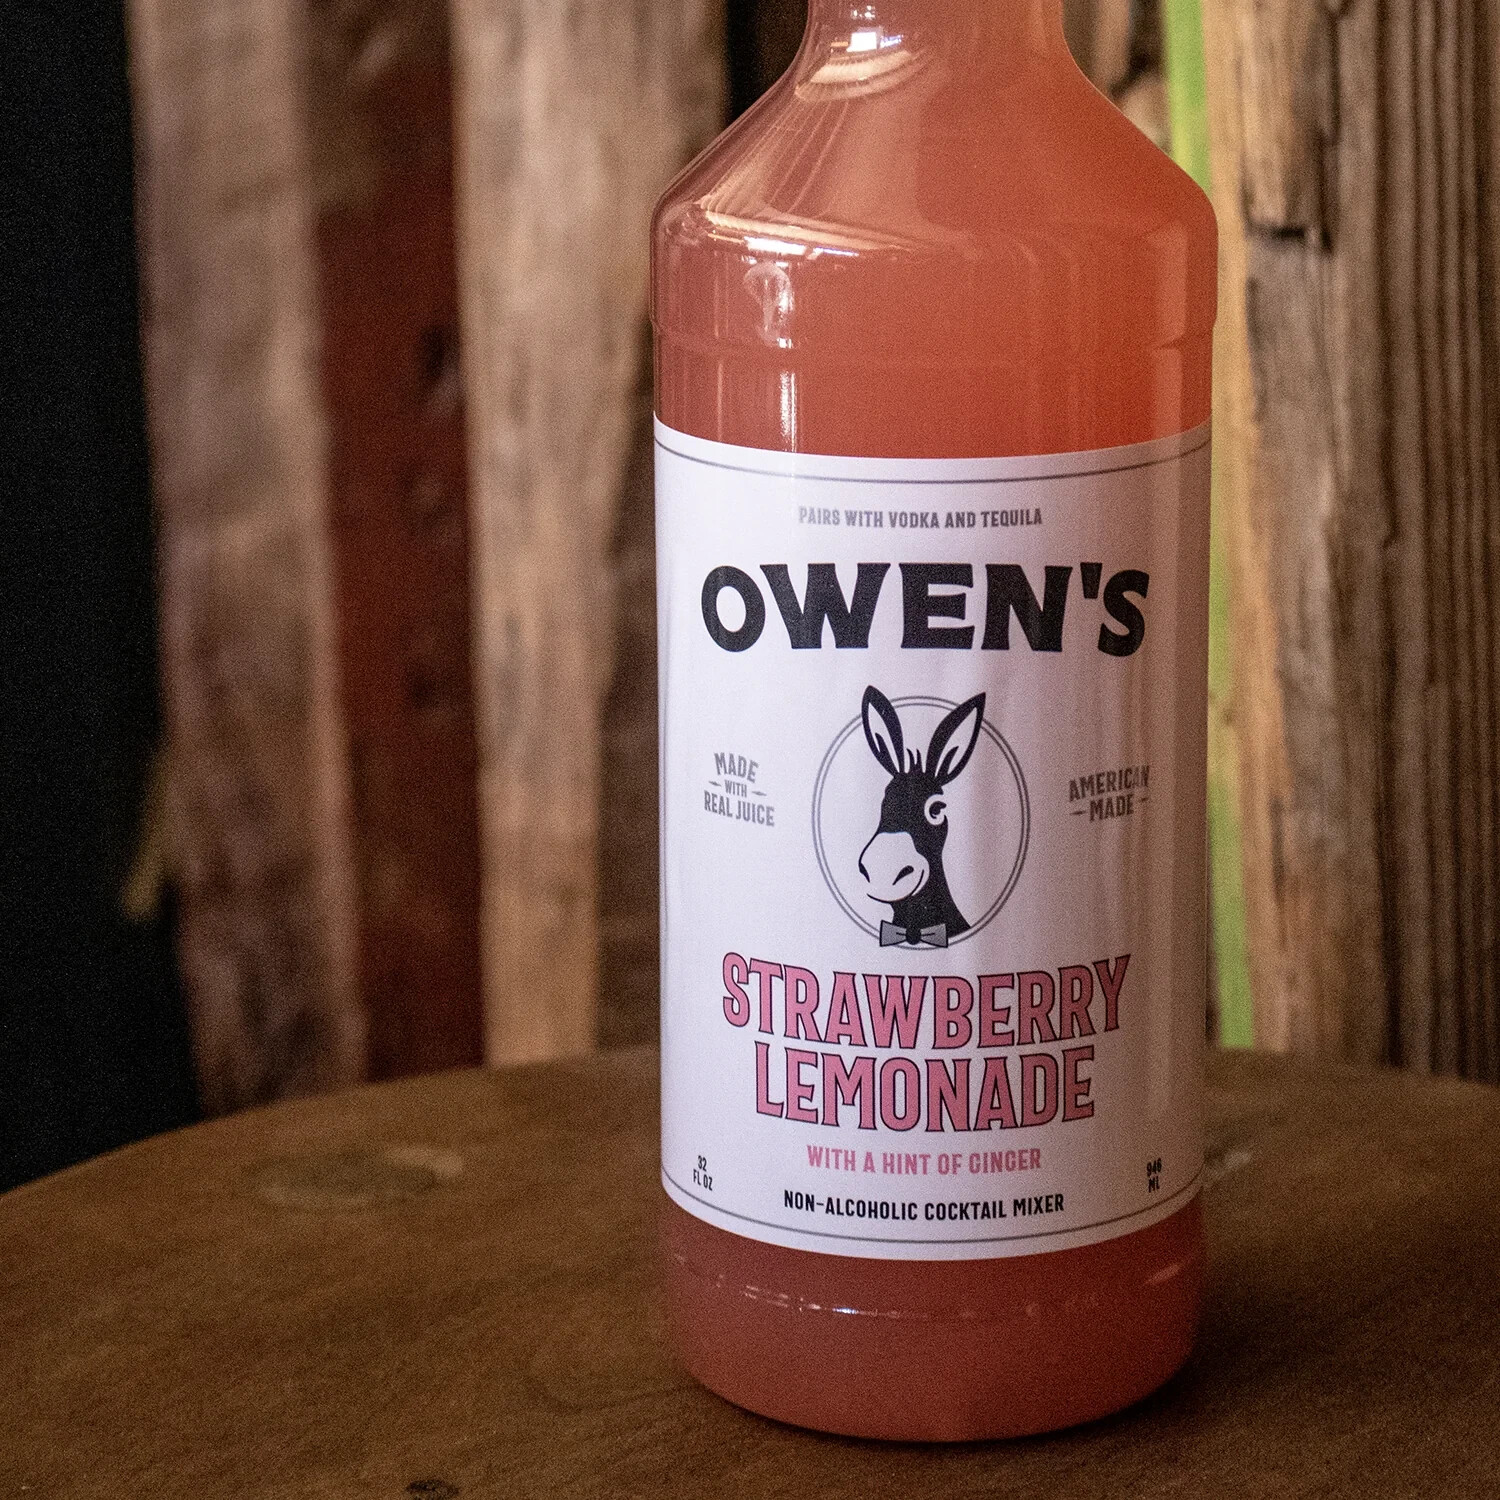 PAIRS WITH VODKA AND TEQUILA
OWEN'S
MADE
WITH
REAL JUICE
AMERICAN
MADE
STRAWBERRY
LEMONADE
WITH A HINT OF GINGER
32
FL OZ
946
ML
NON-ALCOHOLIC COCKTAIL MIXER